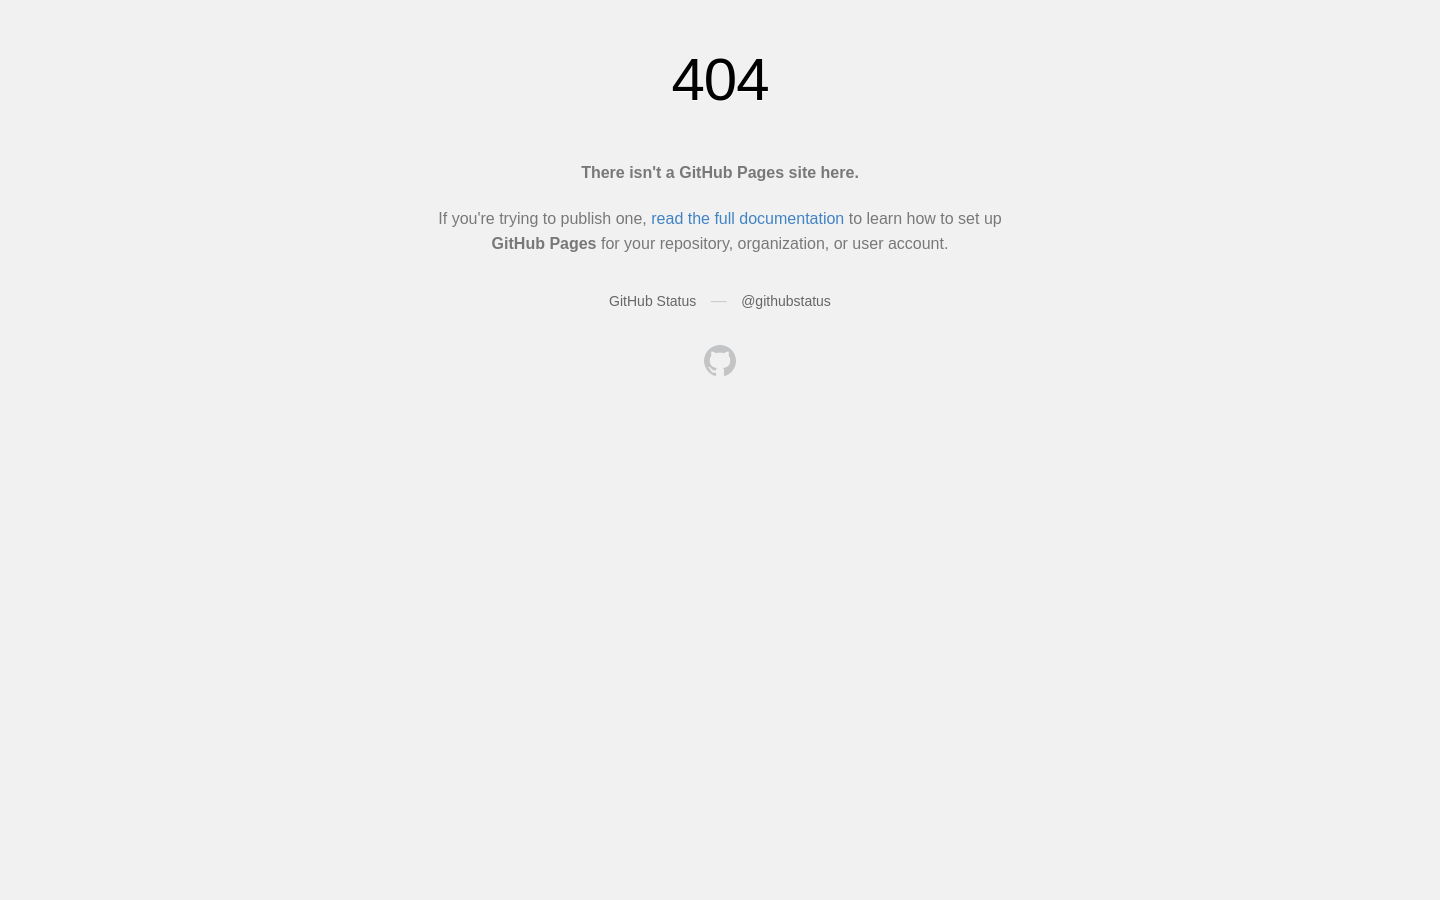 404
There isn't a GitHub Pages site here.
If you're trying to publish one, read the full documentation to learn how to set up
GitHub Pages for your repository, organization, or user account.
GitHub Status — @githubstatus